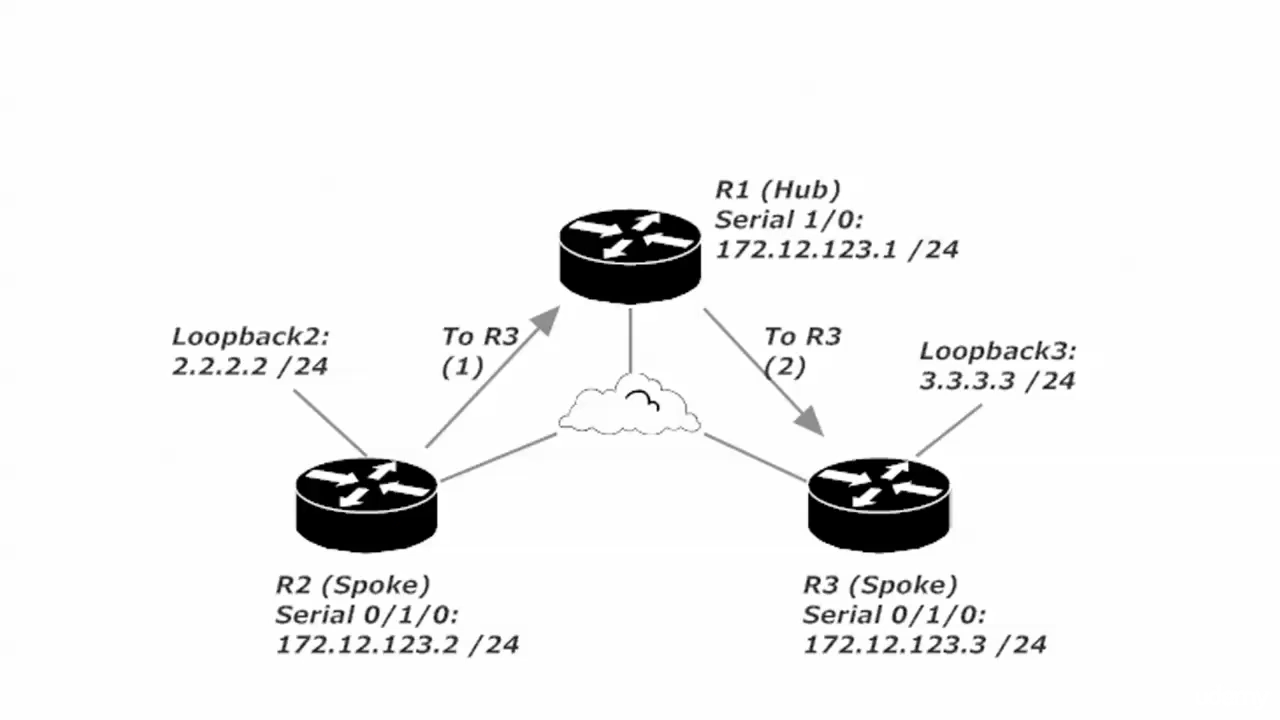 R1 (Hub)
Serial 1/0:
172.12.123.1 /24
Loopback2:
2.2.2.2 /24
To R3
(1)
To R3
(2)
Loopback3:
3.3.3.3 /24
R2 (Spoke)
Serial 0/1/0:
172.12.123.2 /24
R3 (Spoke)
Serial 0/1/0:
172.12.123.3 /24